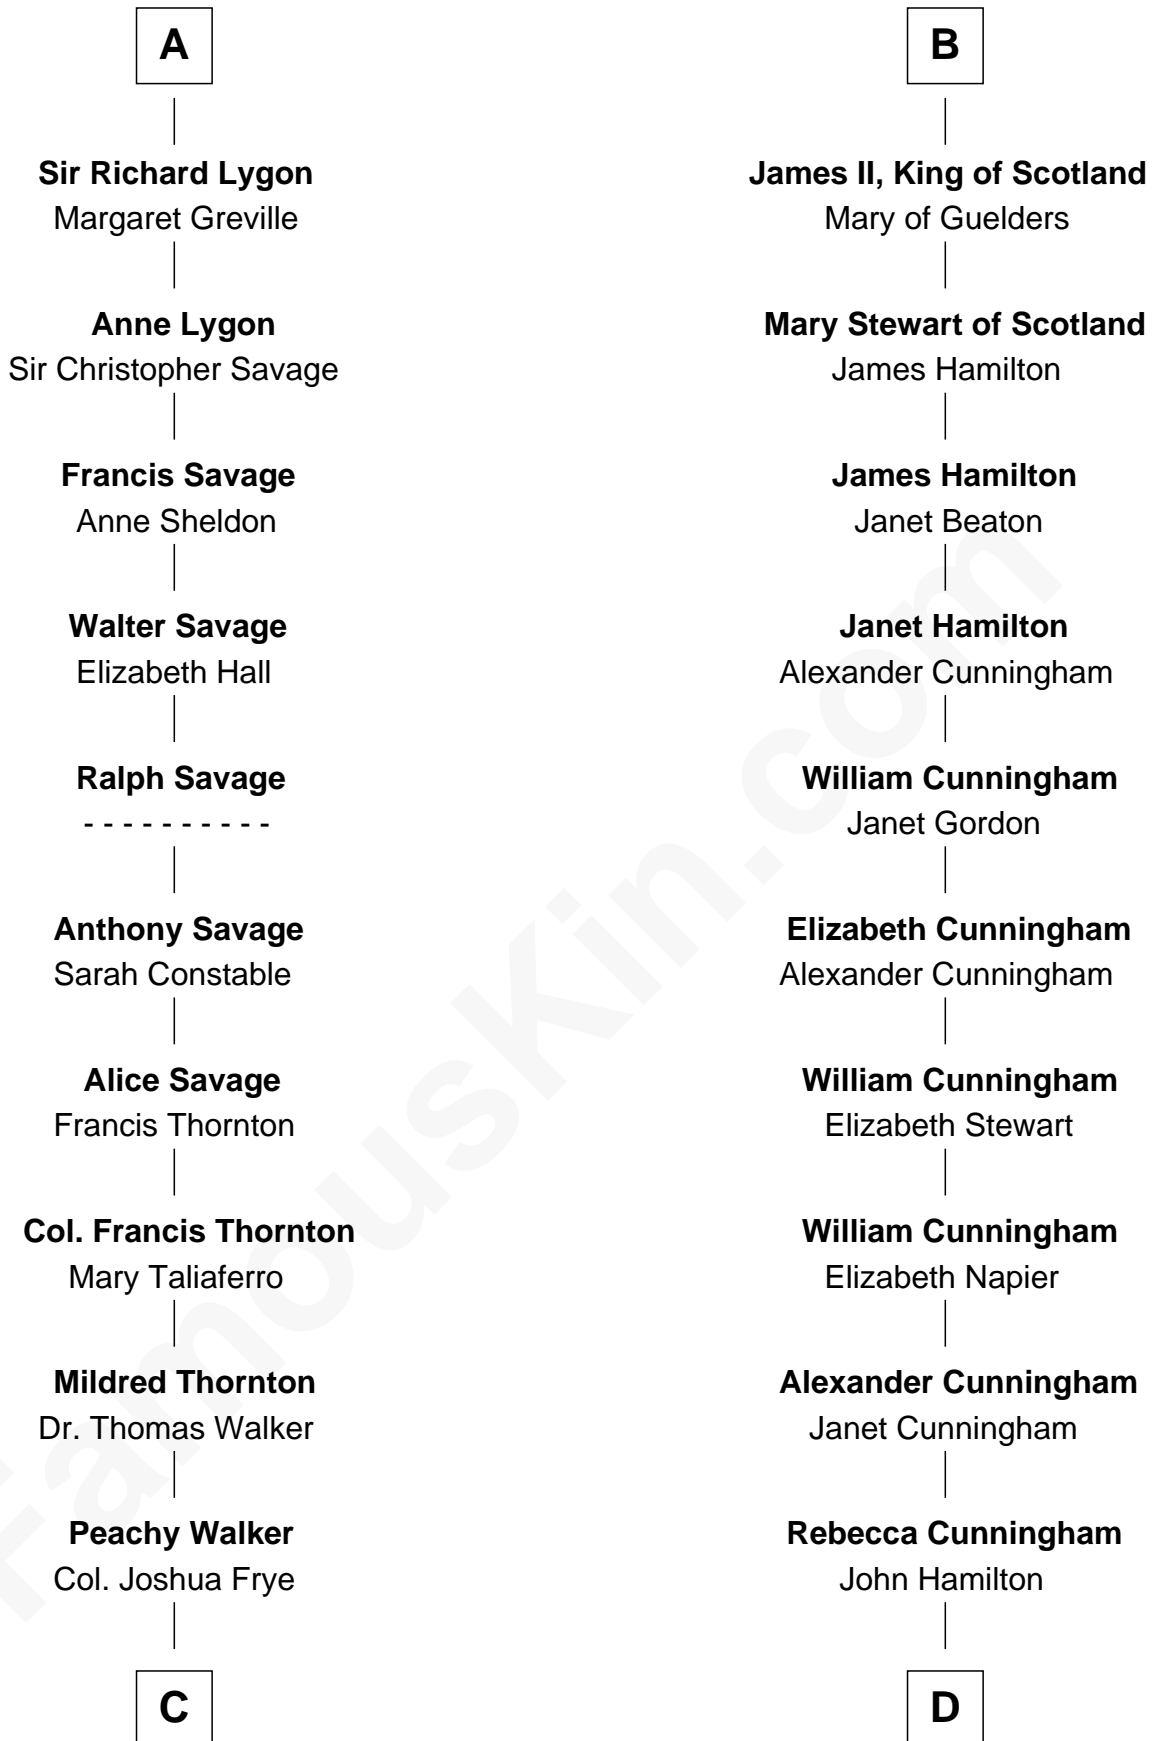 A
Sir Richard Lygon
Margaret Greville
Anne Lygon
Sir Christopher Savage
Francis Savage
Anne Sheldon
Walter Savage
Elizabeth Hall
Ralph Savage
- - - - - - - - - -
Anthony Savage
Sarah Constable
Alice Savage
Francis Thornton
Col. Francis Thornton
Mary Taliaferro
Mildred Thornton
Dr. Thomas Walker
Peachy Walker
Col. Joshua Frye
C
B
James II, King of Scotland
Mary of Guelders
Mary Stewart of Scotland
James Hamilton
James Hamilton
Janet Beaton
Janet Hamilton
Alexander Cunningham
William Cunningham
Janet Gordon
Elizabeth Cunningham
Alexander Cunningham
William Cunningham
Elizabeth Stewart
William Cunningham
Elizabeth Napier
Alexander Cunningham
Janet Cunningham
Rebecca Cunningham
John Hamilton
D
FamousKin.com